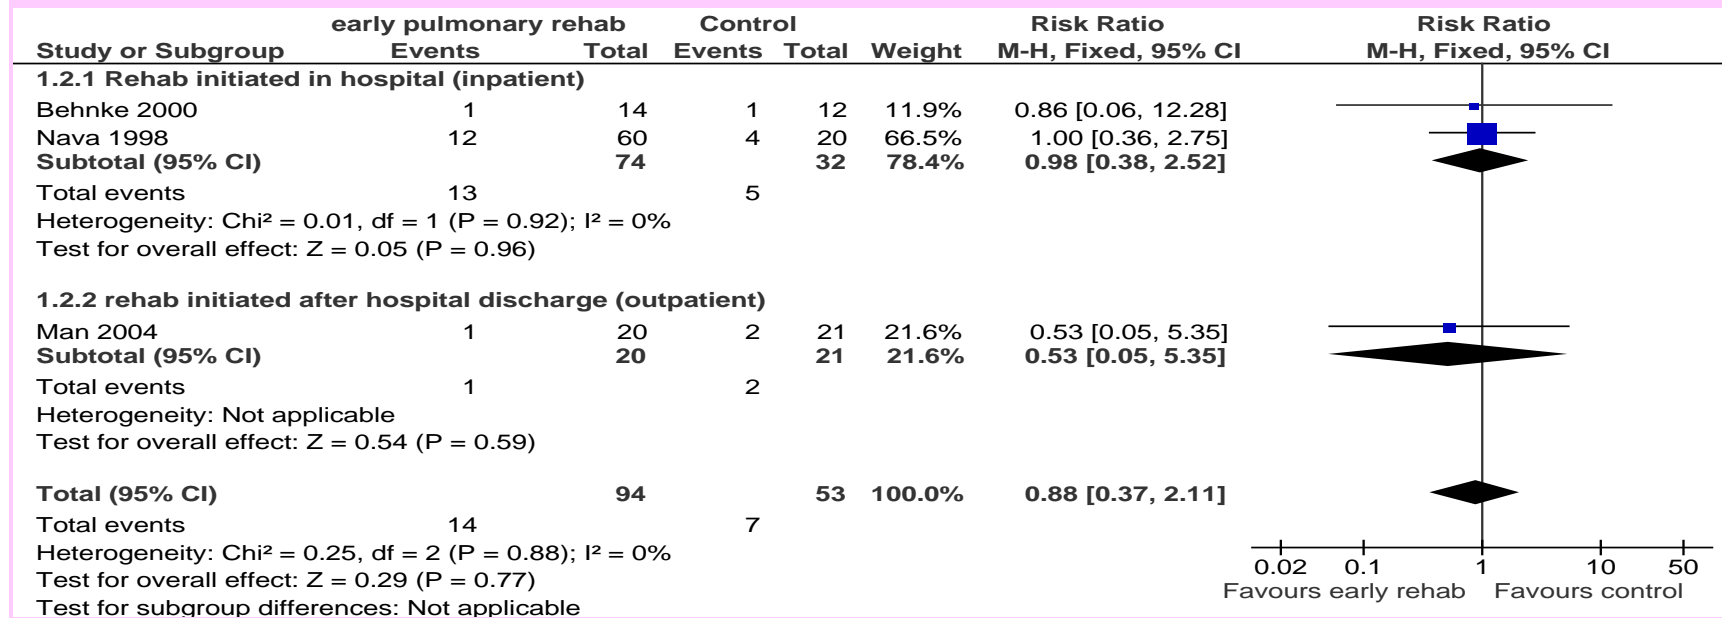 early pulmonary rehab Control Risk Ratio Risk Ratio
Study or Subgroup Events Total Events Total Weight M-H, Fixed, 95% CI M-H, Fixed, 95% CI
1.2.1 Rehab initiated in hospital (inpatient)
Behnke 2000 1 14 1 12 11.9% 0.86 [0.06, 12.28]
Nava 1998 12 60 4 20 66.5% 1.00 [0.36, 2.75]
Subtotal (95% CI) 74 32 78.4% 0.98 [0.38, 2.52]
Total events 13 5
Heterogeneity: Chi² = 0.01, df = 1 (P = 0.92); I² = 0%
Test for overall effect: Z = 0.05 (P = 0.96)
1.2.2 rehab initiated after hospital discharge (outpatient)
Man 2004 1 20 2 21 21.6% 0.53 [0.05, 5.35]
Subtotal (95% CI) 20 21 21.6% 0.53 [0.05, 5.35]
Total events 1 2
Heterogeneity: Not applicable
Test for overall effect: Z = 0.54 (P = 0.59)
Total (95% CI) 94 53 100.0% 0.88 [0.37, 2.11]
Total events 14 7
Heterogeneity: Chi² = 0.25, df = 2 (P = 0.88); I² = 0%
Test for overall effect: Z = 0.29 (P = 0.77)
Test for subgroup differences: Not applicable
0.02 0.1 1 10 50
Favours early rehab Favours control